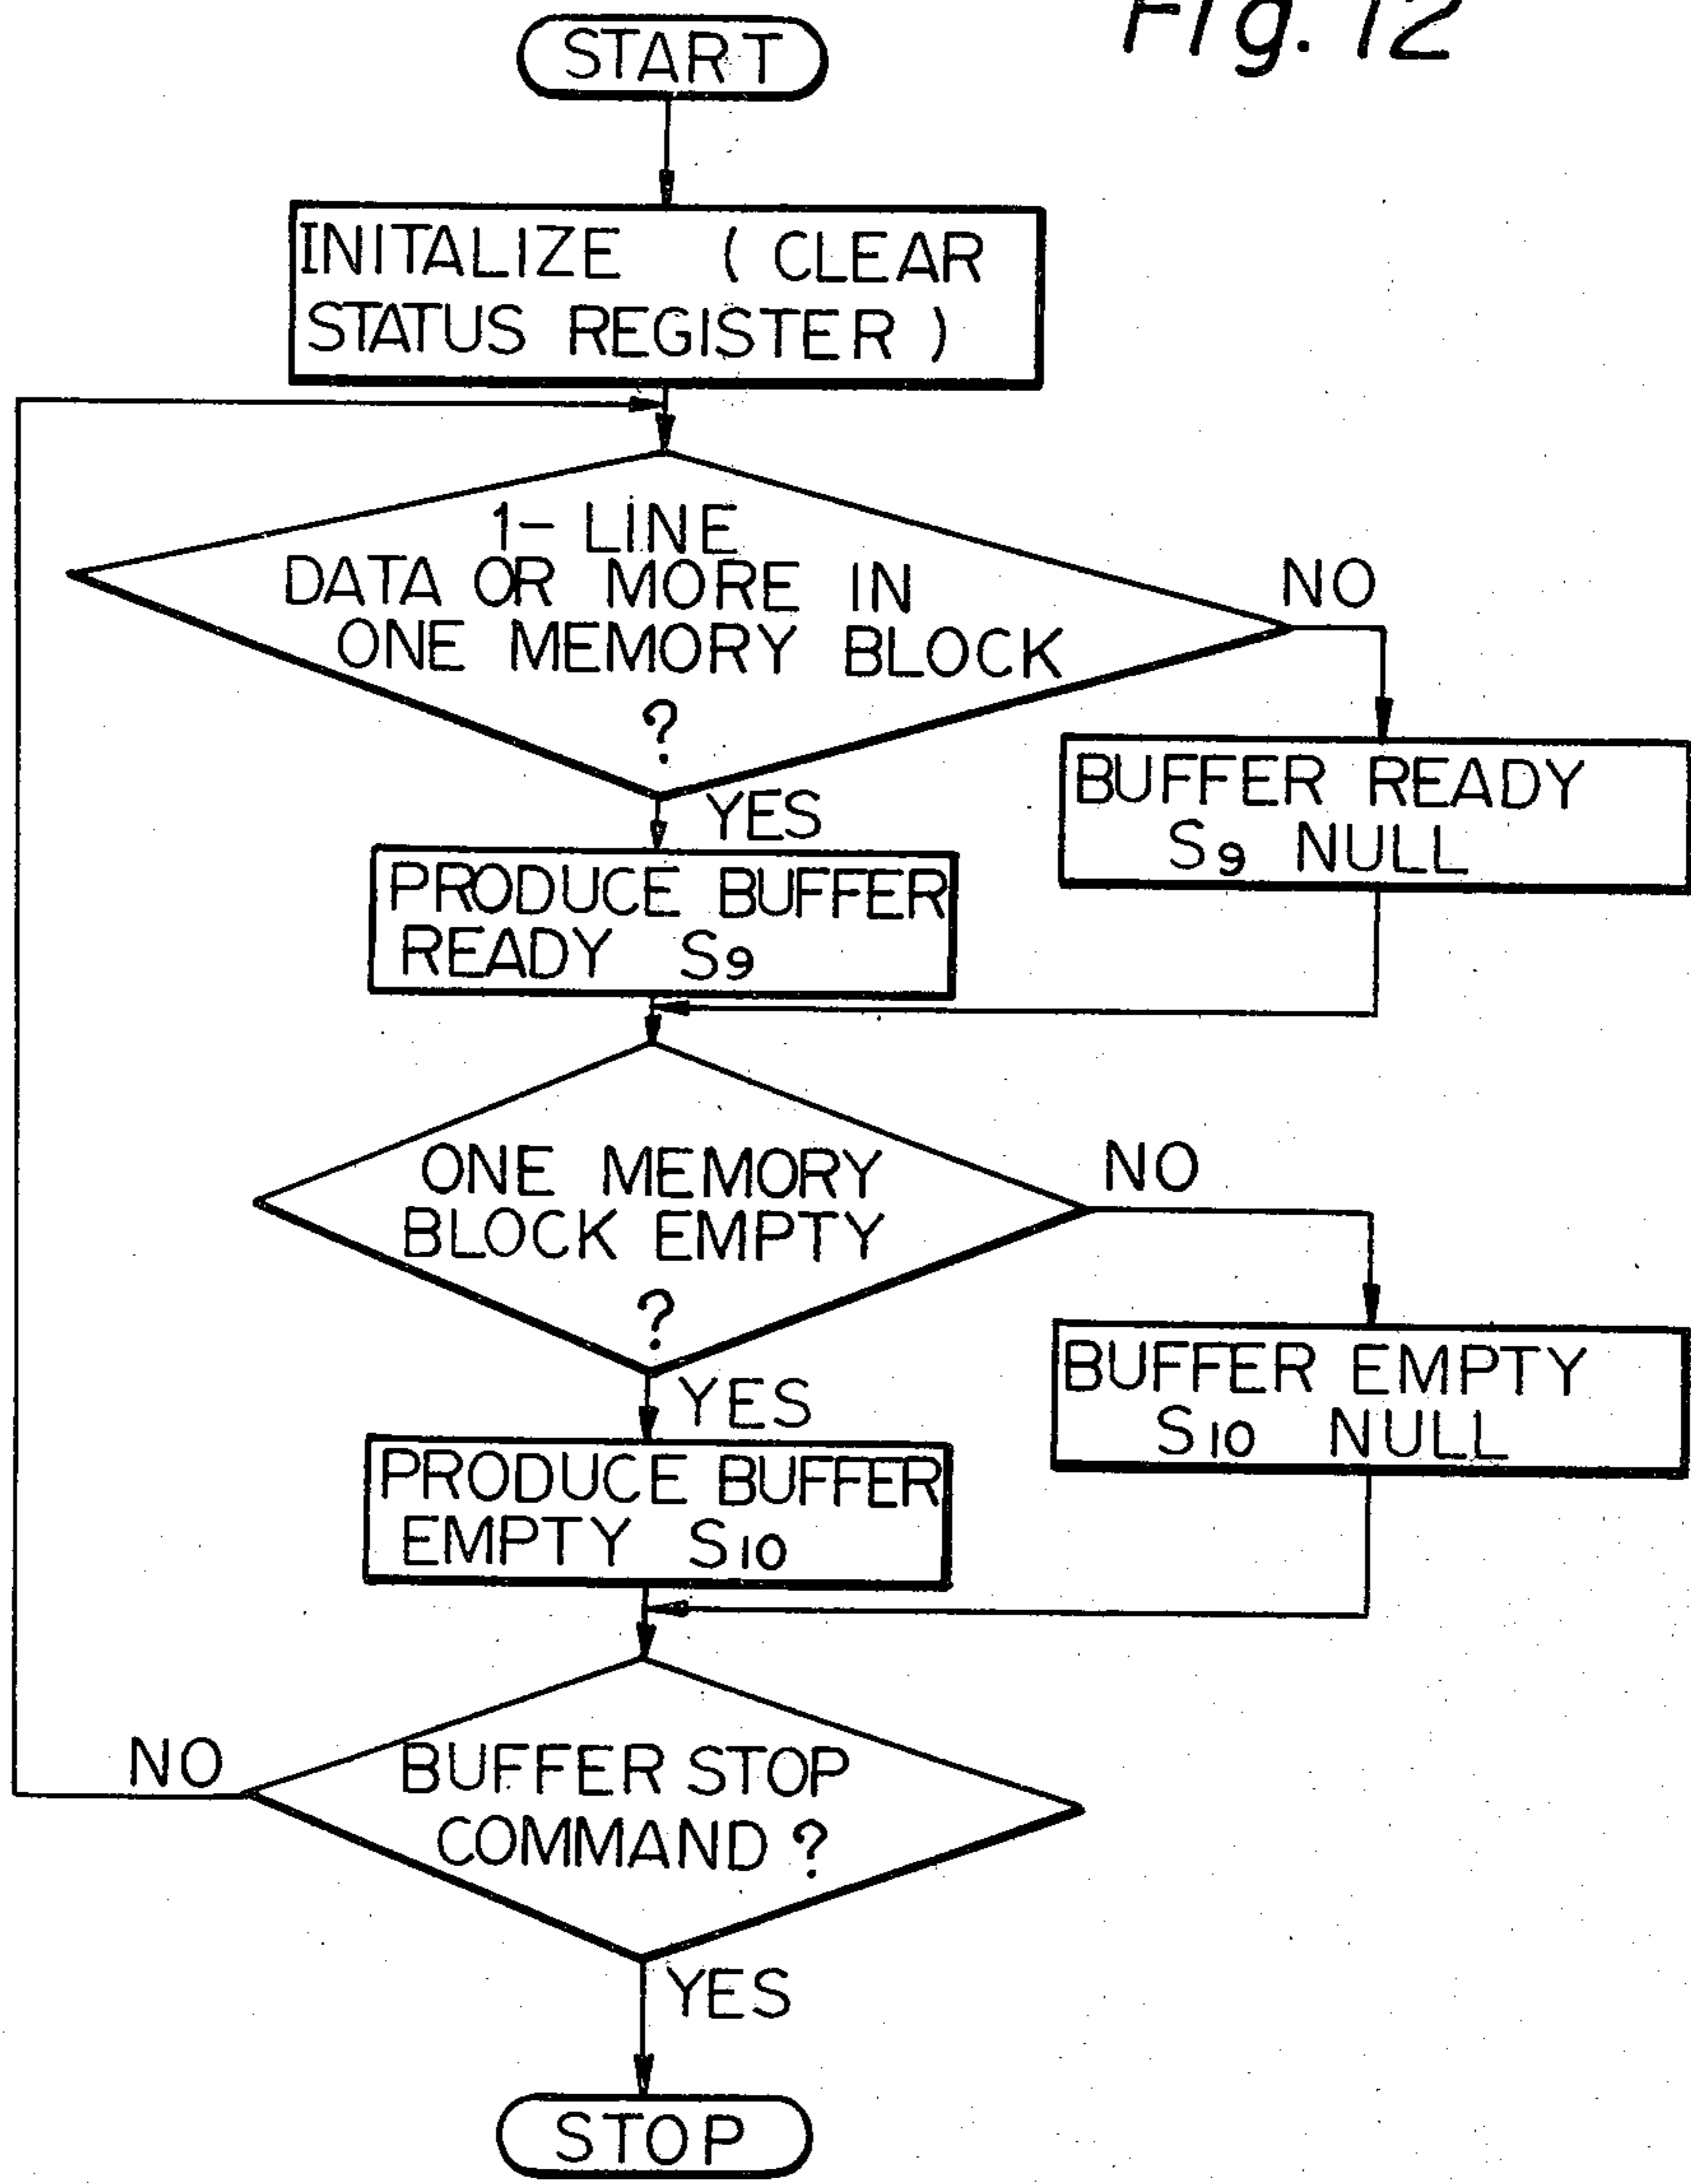 Fig. 12
START
INITALIZE ( CLEAR
STATUS REGISTER )
1- LINE
DATA OR MORE IN
ONE MEMORY BLOCK
?
NO
YES
BUFFER READY
S9 NULL
PRODUCE BUFFER
READY S9
ONE MEMORY
BLOCK EMPTY
?
NO
YES
BUFFER EMPTY
S10 NULL
PRODUCE BUFFER
EMPTY S10
NO
BUFFER STOP
COMMAND ?
YES
STOP